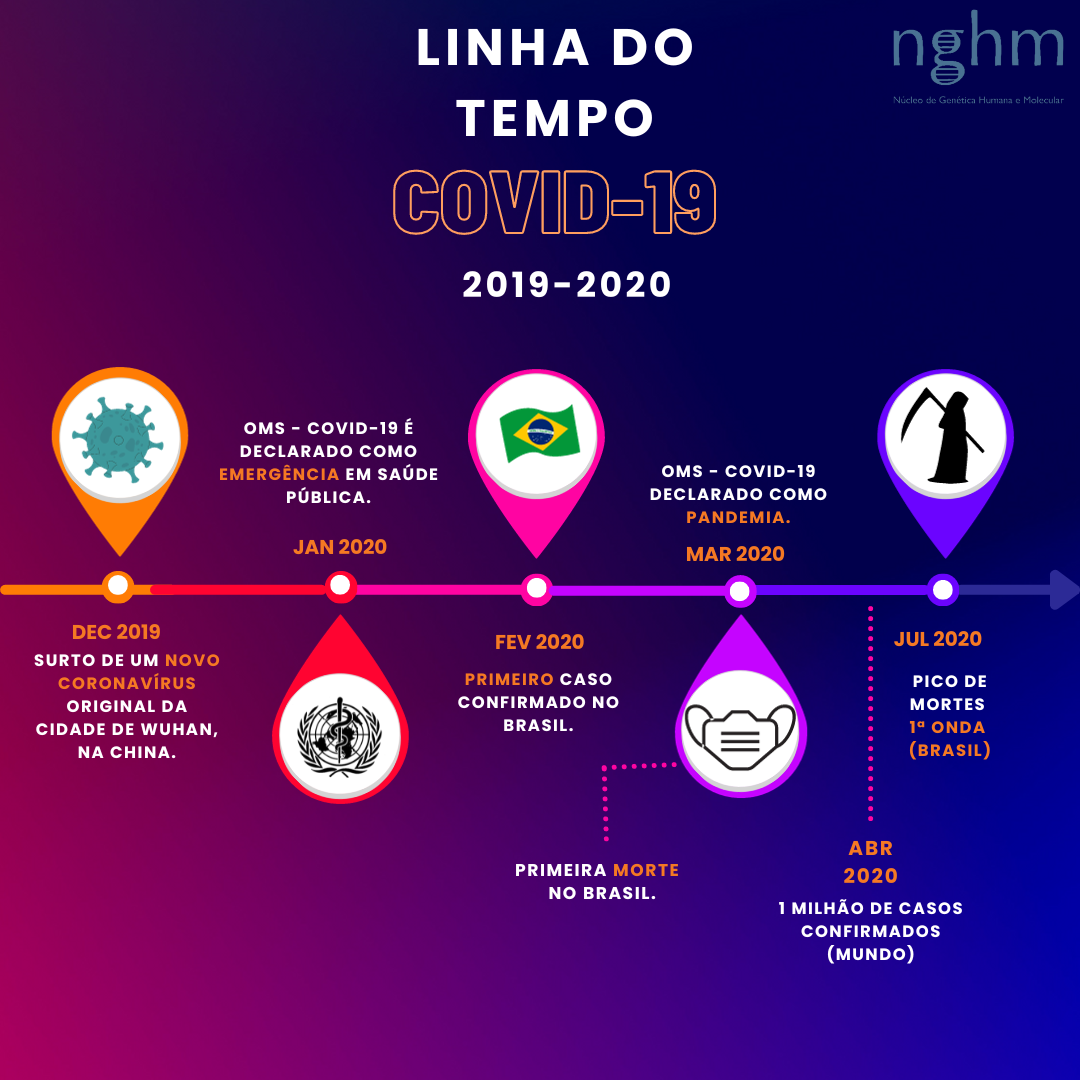 LINHA DO
TEMPO
COVID-19
2019-2020
nghm
Núcleo de Genética Humana e Molecular
OMS - COVID-19 É
DECLARADO COMO
EMERGÊNCIA EM SAÚDE
PÚBLICA.
JAN 2020
OMS - COVID-19
DECLARADO COMO
PANDEMIA.
MAR 2020
DEC 2019
SURTO DE UM NOVO
CORONAVÍRUS
ORIGINAL DA
CIDADE DE WUHAN,
NA CHINA.
FEV 2020
PRIMEIRO CASO
CONFIRMADO NO
BRASIL.
JUL 2020
PICO DE
MORTES
1ª ONDA
(BRASIL)
PRIMEIRA MORTE
NO BRASIL.
ABR
2020
1 MILHÃO DE CASOS
CONFIRMADOS
(MUNDO)